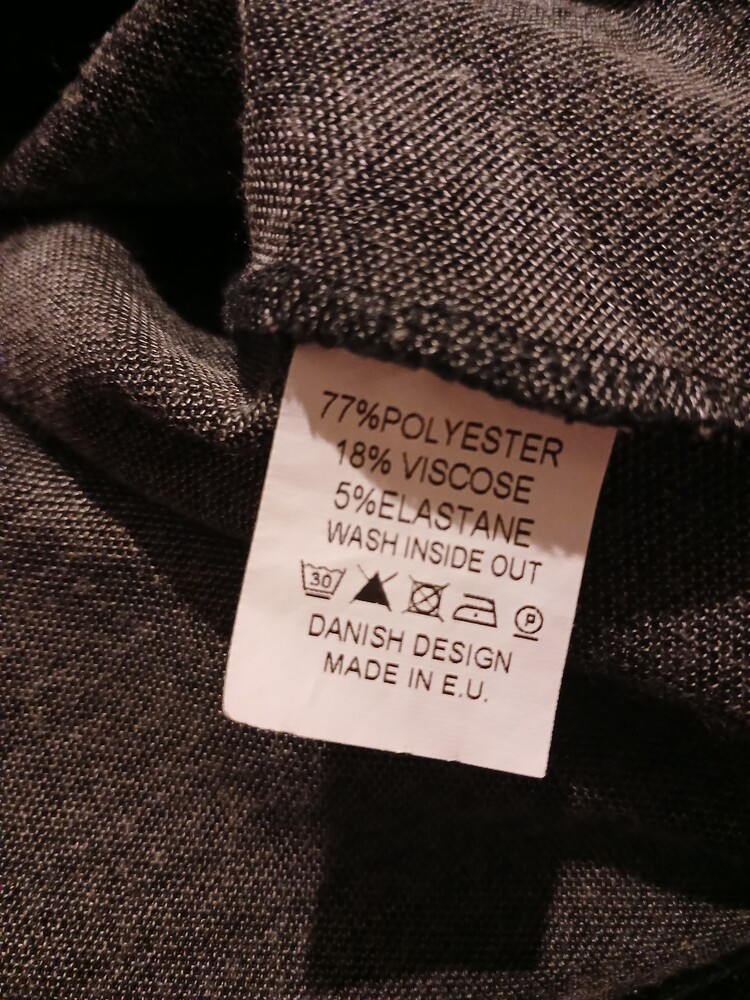 77%POLYESTER
18% VISCOSE
5%ELASTANE
WASH INSIDE OUT
30 P
DANISH DESIGN
MADE IN E.U.